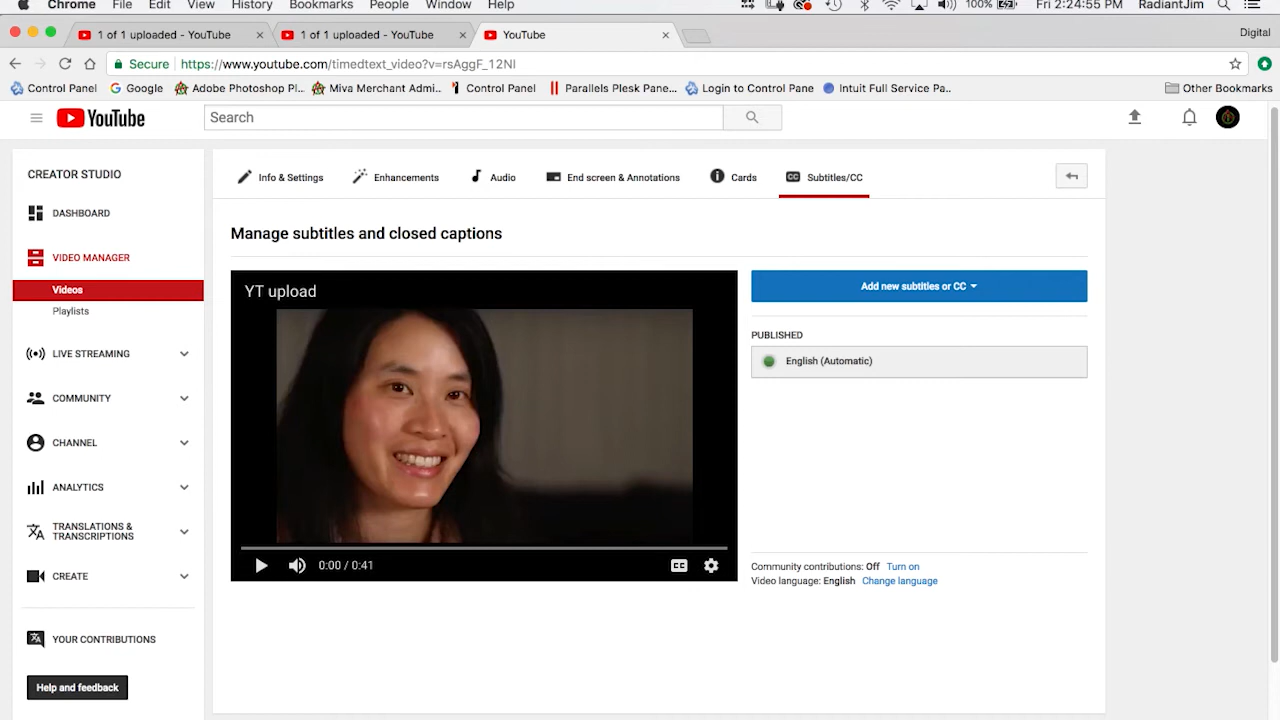 Chrome File Edit View History Bookmarks People Window Help 100% Fri 2:24:55 PM RadiantJim
1 of 1 uploaded - YouTube × 1 of 1 uploaded - YouTube × YouTube × Digital
Secure https://www.youtube.com/timedtext_video?v=rsAggF_12NI
Control Panel Google Adobe Photoshop Pl... Miva Merchant Adm... Control Panel Parallels Plesk Pane... Login to Control Pane Intuit Full Service Pa... Other Bookmarks
YouTube Search
CREATOR STUDIO
DASHBOARD
VIDEO MANAGER
Videos
Playlists
LIVE STREAMING
COMMUNITY
CHANNEL
ANALYTICS
TRANSLATIONS &
TRANSCRIPTIONS
CREATE
YOUR CONTRIBUTIONS
Help and feedback
Info & Settings Enhancements Audio End screen & Annotations Cards CC Subtitles/CC
Manage subtitles and closed captions
YT upload
0:00 / 0:41 CC
Add new subtitles or CC
PUBLISHED
English (Automatic)
Community contributions: Off Turn on
Video language: English Change language